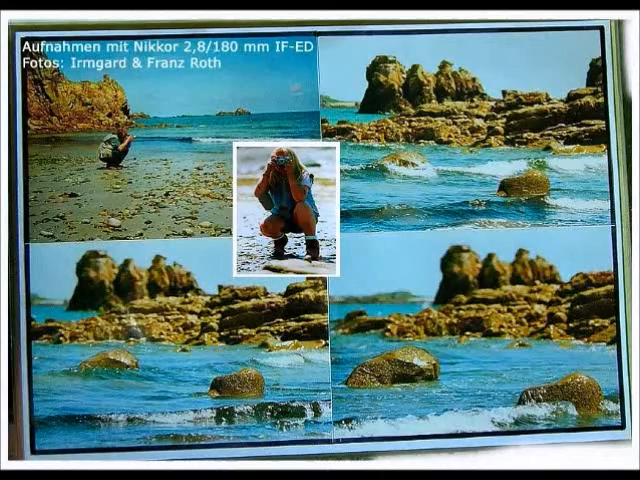 Aufnahmen mit Nikkor 2,8/180 mm IF-ED
Fotos: Irmgard & Franz Roth